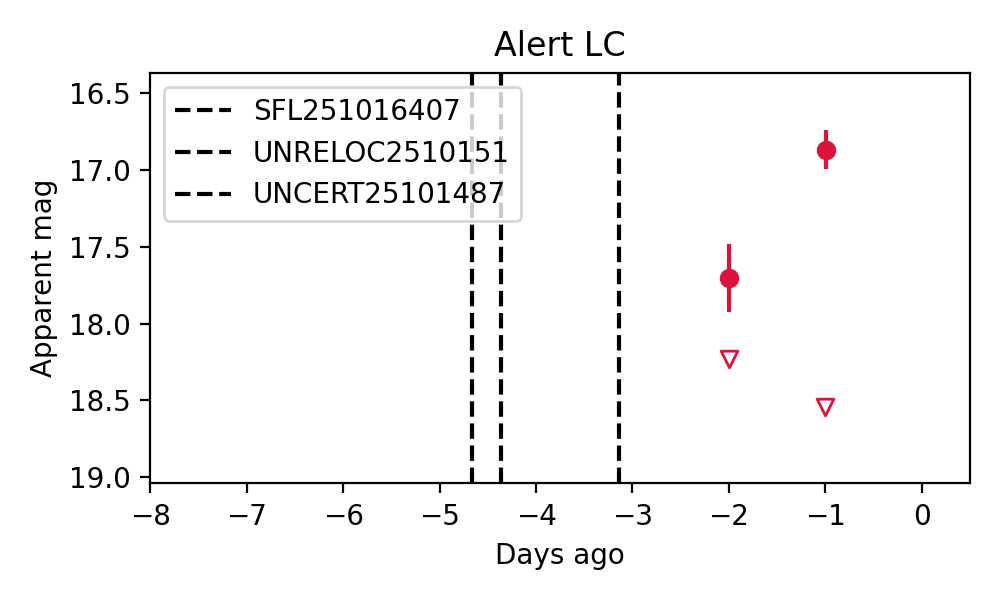 Alert LC
16.5
17.0
17.5
18.0
18.5
19.0
Apparent mag
SFL251016407
UNRELOC2510151
UNCERT25101487
−8 −7 −6 −5 −4 −3 −2 −1 0
Days ago